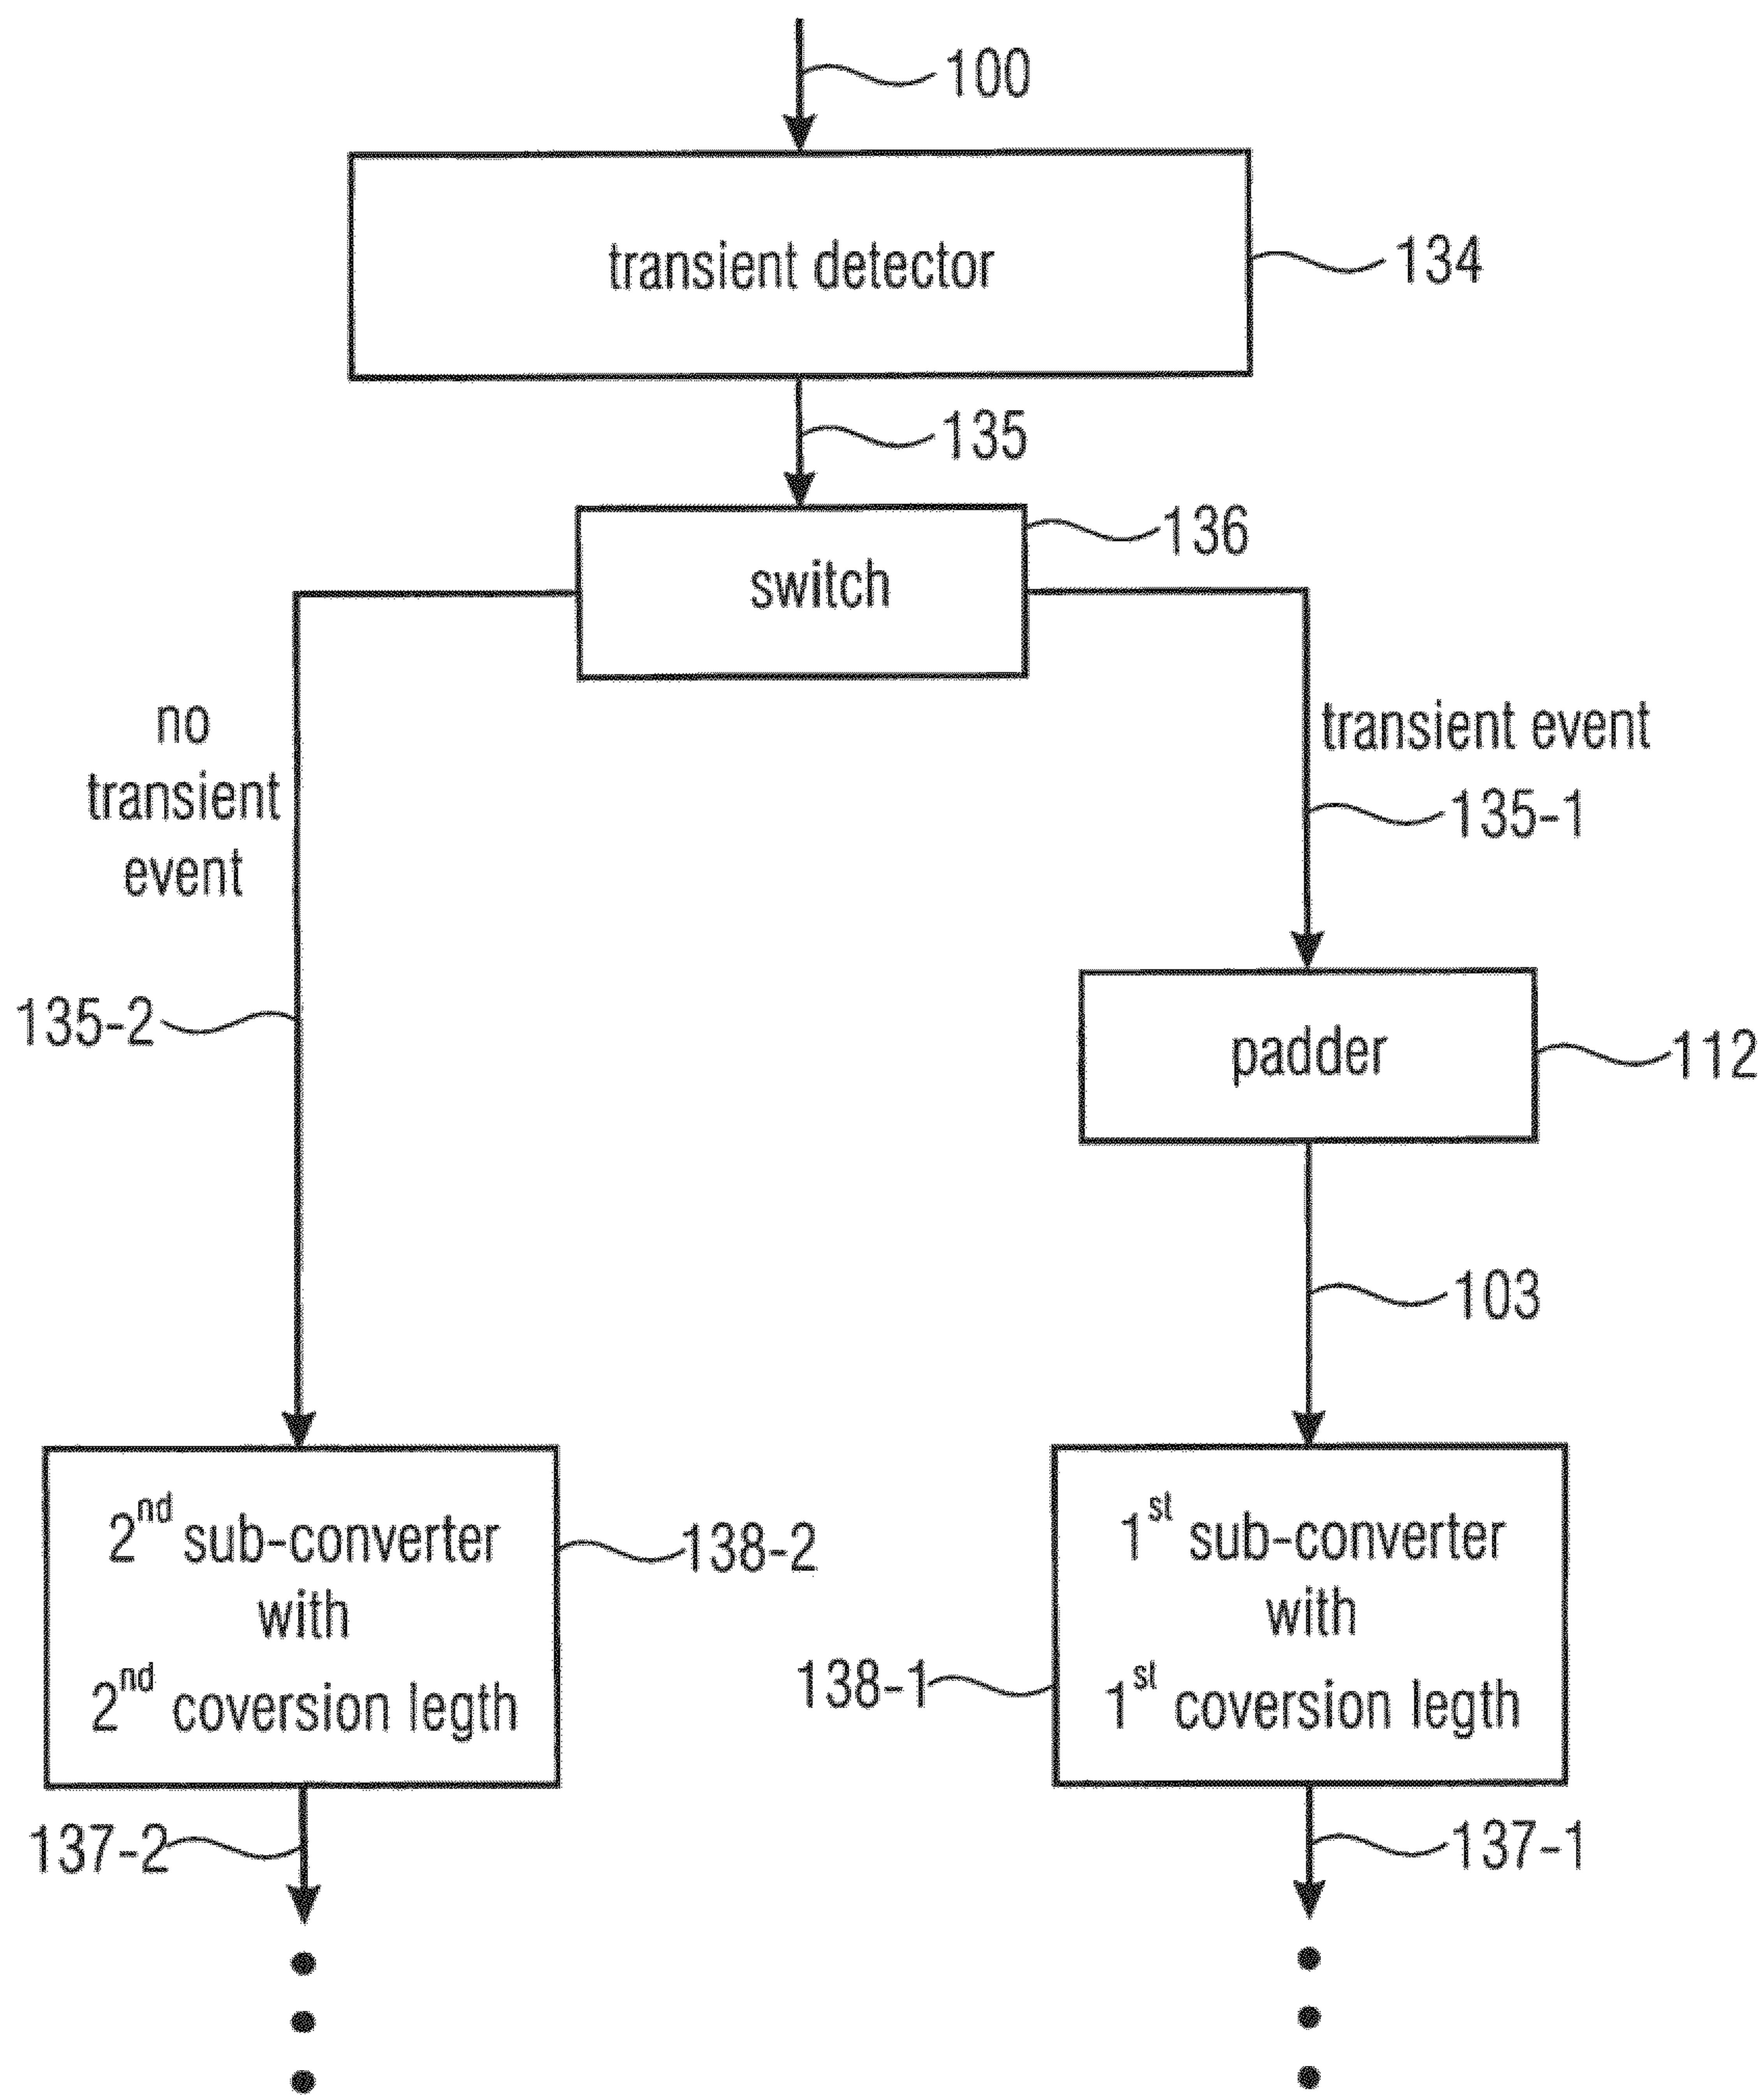 100
transient detector
134
135
136
switch
no
transient
event
transient event
135-1
135-2
padder
112
103
2nd sub-converter
with
2nd coversion legth
138-2
1st sub-converter
with
1st coversion legth
138-1
137-2
137-1